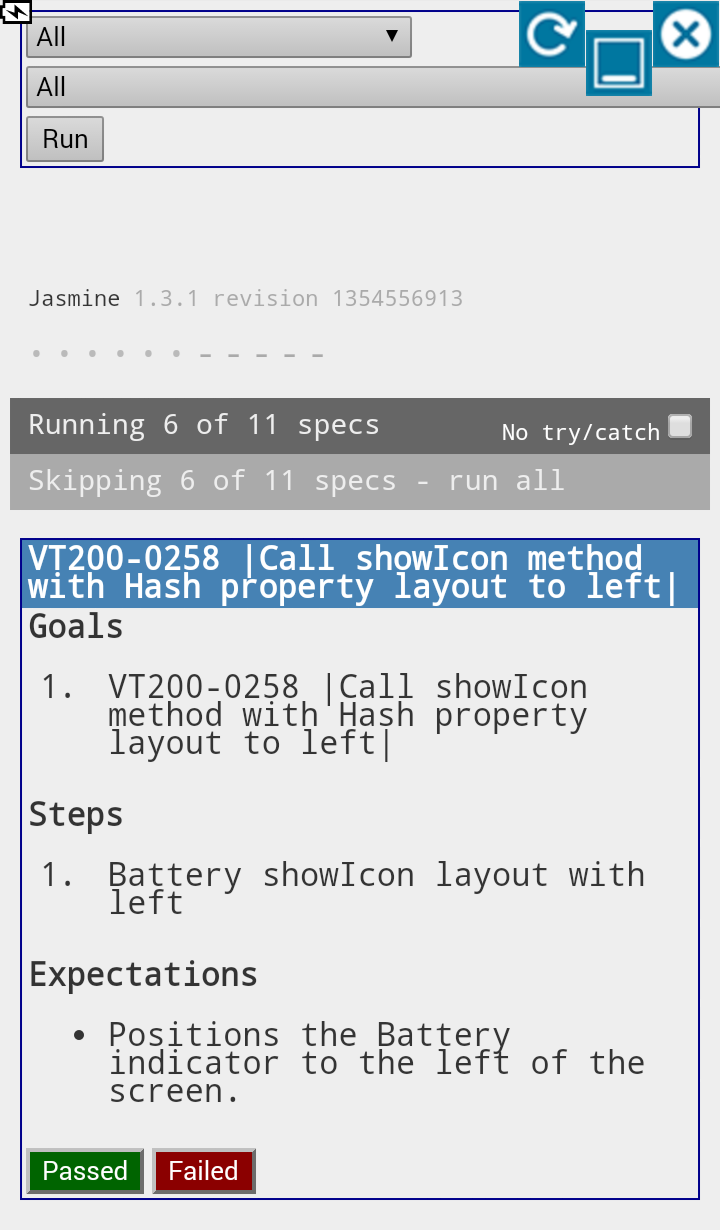 All ▼
All
Run
Jasmine 1.3.1 revision 1354556913
• • • • • • - - - - -
Running 6 of 11 specs No try/catch
Skipping 6 of 11 specs - run all
VT200-0258 |Call showIcon method
with Hash property layout to left|
Goals
1. VT200-0258 |Call showIcon
method with Hash property
layout to left|
Steps
1. Battery showIcon layout with
left
Expectations
• Positions the Battery
indicator to the left of the
screen.
Passed Failed